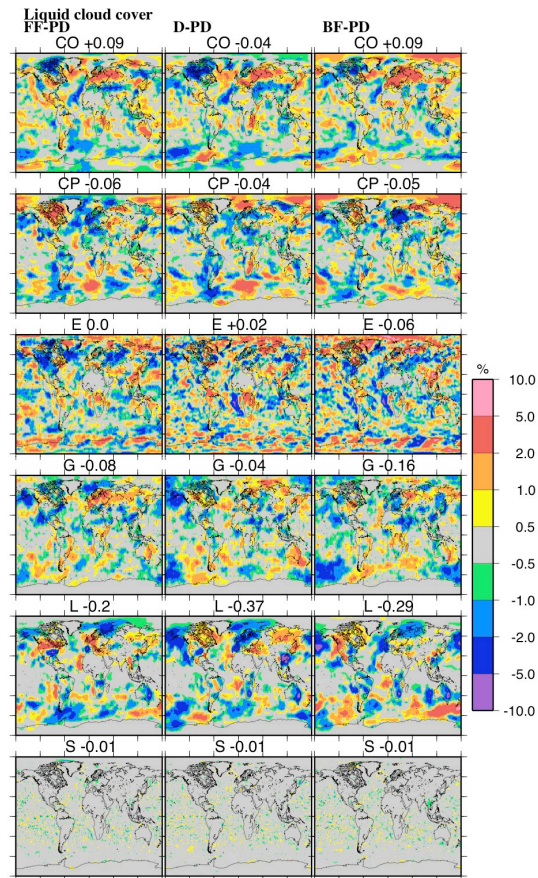 Liquid cloud cover
FF-PD D-PD BF-PD
CO +0.09 CO -0.04 CO +0.09
CP -0.06 CP -0.04 CP -0.05
E 0.0 E +0.02 E -0.06
%
10.0
5.0
2.0
1.0
0.5
-0.5
-1.0
-2.0
-5.0
-10.0
G -0.08 G -0.04 G -0.16
L -0.2 L -0.37 L -0.29
S -0.01 S -0.01 S -0.01